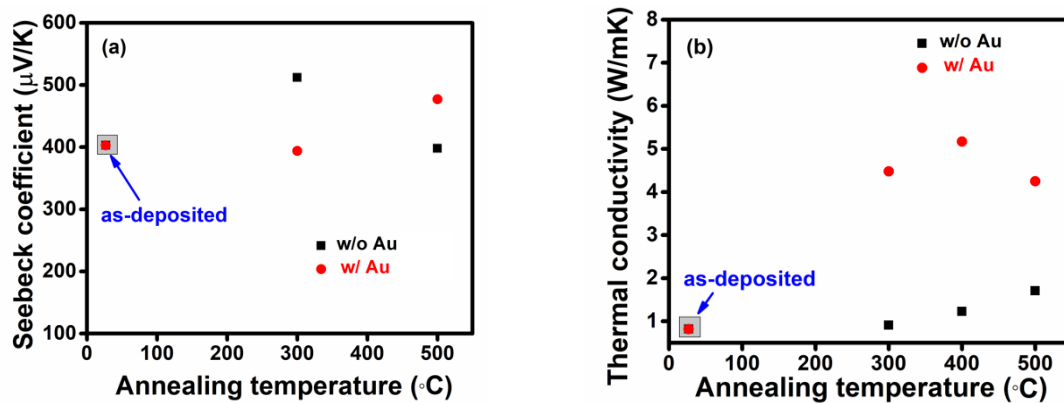 (a)
Seebeck coefficient (μV/K)
600
500
400
300
200
100
as-deposited
w/o Au
w/ Au
0 100 200 300 400 500
Annealing temperature (◦C)
(b)
Thermal conductivity (W/mK)
8
7
6
5
4
3
2
1
w/o Au
w/ Au
as-deposited
0 100 200 300 400 500
Annealing temperature (◦C)